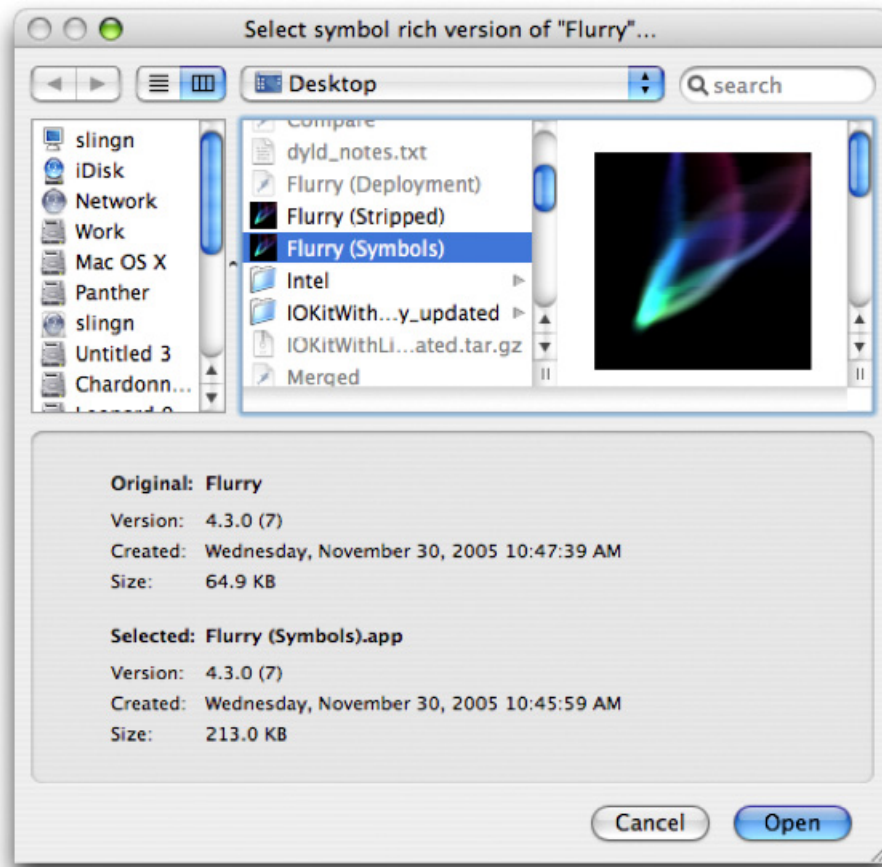 Select symbol rich version of "Flurry"...
Desktop
search
slingn
iDisk
Network
Work
Mac OS X
Panther
slingn
Untitled 3
Chardonn...
Compare
dyld_notes.txt
Flurry (Deployment)
Flurry (Stripped)
Flurry (Symbols)
Intel
IOKitWith...y_updated
IOKitWithLi...ated.tar.gz
Merged
Original: Flurry
Version: 4.3.0 (7)
Created: Wednesday, November 30, 2005 10:47:39 AM
Size: 64.9 KB
Selected: Flurry (Symbols).app
Version: 4.3.0 (7)
Created: Wednesday, November 30, 2005 10:45:59 AM
Size: 213.0 KB
Cancel
Open